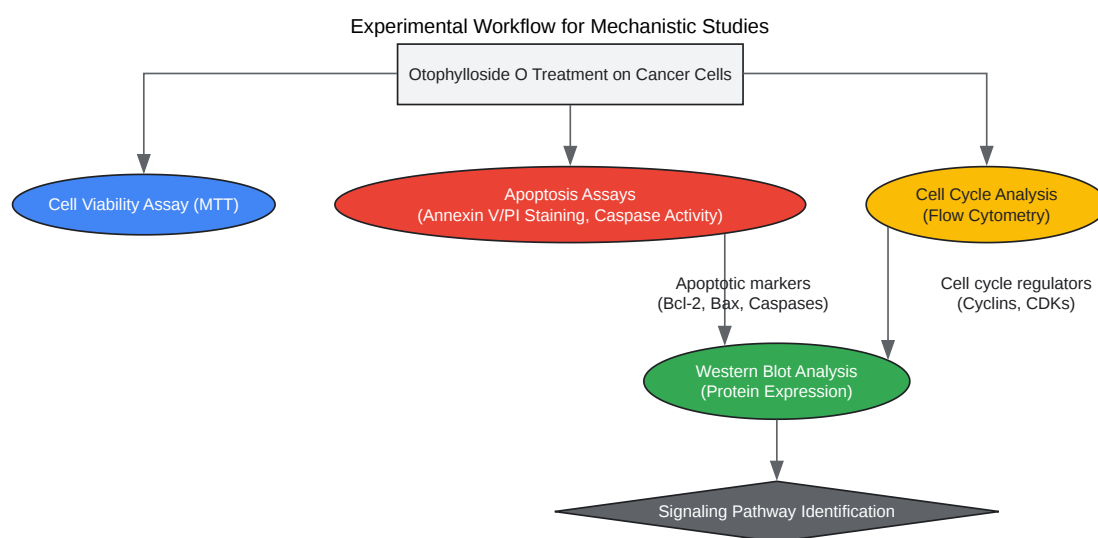 Experimental Workflow for Mechanistic Studies
Otophylloside O Treatment on Cancer Cells
Cell Viability Assay (MTT)
Apoptosis Assays
(Annexin V/PI Staining, Caspase Activity)
Cell Cycle Analysis
(Flow Cytometry)
Apoptotic markers
(Bcl-2, Bax, Caspases)
Cell cycle regulators
(Cyclins, CDKs)
Western Blot Analysis
(Protein Expression)
Signaling Pathway Identification